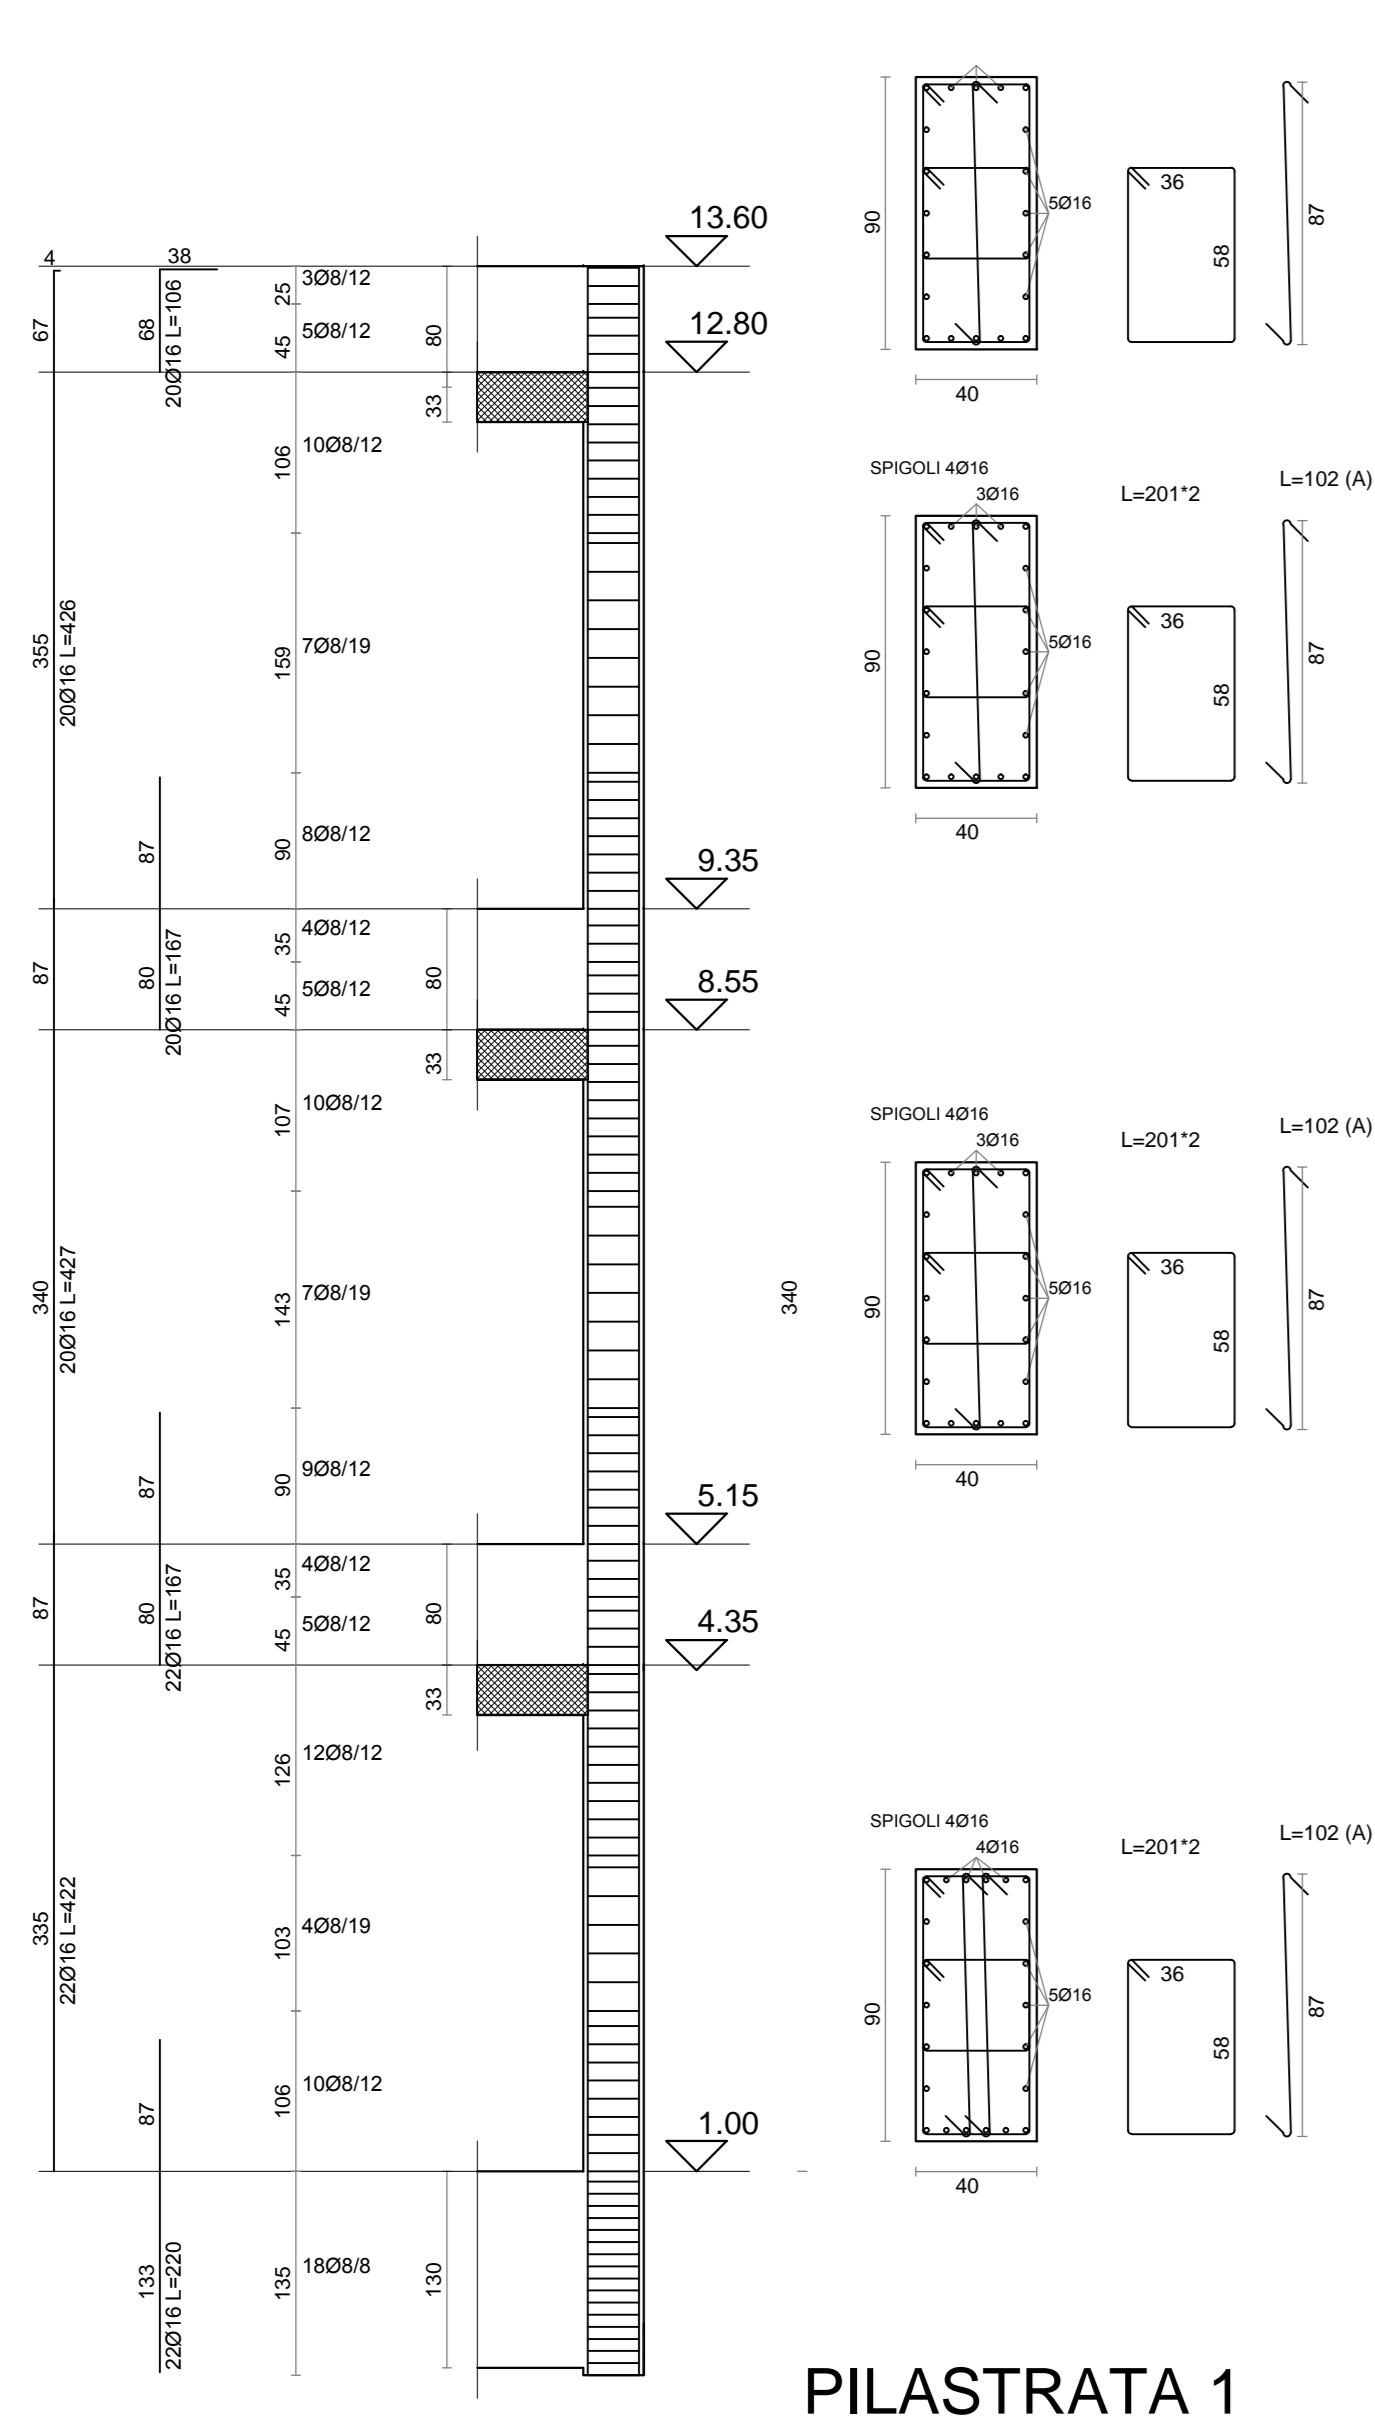 13.60
12.80
9.35
8.55
5.15
4.35
1.00
4
67
355
20Ø16 L=426
87
340
20Ø16 L=427
87
335
22Ø16 L=422
38
68
20Ø16 L=106
87
80
20Ø16 L=167
87
80
22Ø16 L=167
87
133
22Ø16 L=220
25
3Ø8/12
45
5Ø8/12
106
10Ø8/12
159
7Ø8/19
90
8Ø8/12
35
4Ø8/12
45
5Ø8/12
107
10Ø8/12
143
7Ø8/19
90
9Ø8/12
35
4Ø8/12
45
5Ø8/12
126
12Ø8/12
103
4Ø8/19
106
10Ø8/12
135
18Ø8/8
80
33
80
33
80
33
130
340
90
5Ø16
36
58
87
40
SPIGOLI 4Ø16
3Ø16
L=201*2
L=102 (A)
90
5Ø16
36
58
87
40
SPIGOLI 4Ø16
3Ø16
L=201*2
L=102 (A)
90
5Ø16
36
58
87
40
SPIGOLI 4Ø16
4Ø16
L=201*2
L=102 (A)
90
5Ø16
36
58
87
40
PILASTRATA 1